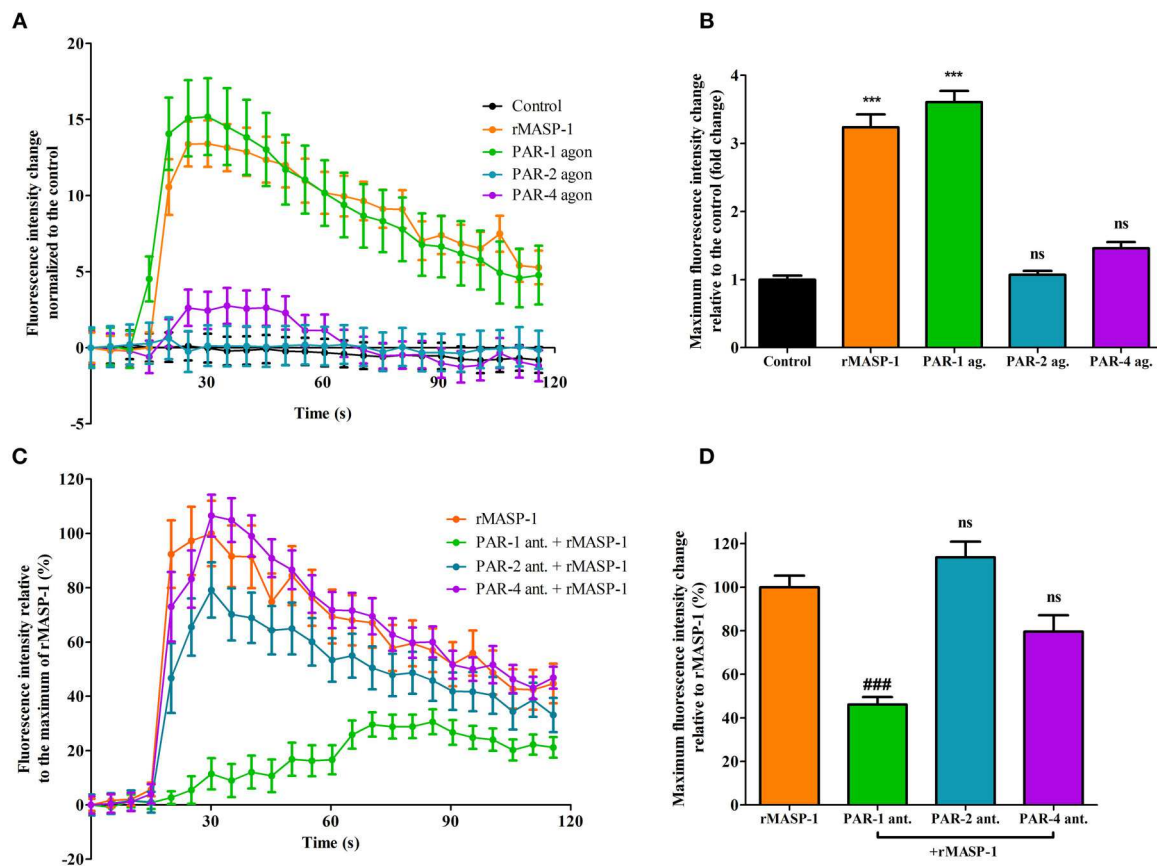 A
Fluorescence intensity change
normalized to the control
20
15
10
5
0
-5
30
60
90
120
Time (s)
Control
rMASP-1
PAR-1 agon
PAR-2 agon
PAR-4 agon
B
Maximum fluorescence intensity change
relative to the control (fold change)
4
3
2
1
0
***
***
ns
ns
Control
rMASP-1
PAR-1 ag.
PAR-2 ag.
PAR-4 ag.
C
Fluorescence intensity relative
to the maximum of rMASP-1 (%)
120
100
80
60
40
20
0
-20
30
60
90
120
Time (s)
rMASP-1
PAR-1 ant. + rMASP-1
PAR-2 ant. + rMASP-1
PAR-4 ant. + rMASP-1
D
Maximum fluorescence intensity change
relative to rMASP-1 (%)
120
100
80
60
40
20
0
###
ns
ns
rMASP-1
PAR-1 ant.
PAR-2 ant.
PAR-4 ant.
+rMASP-1